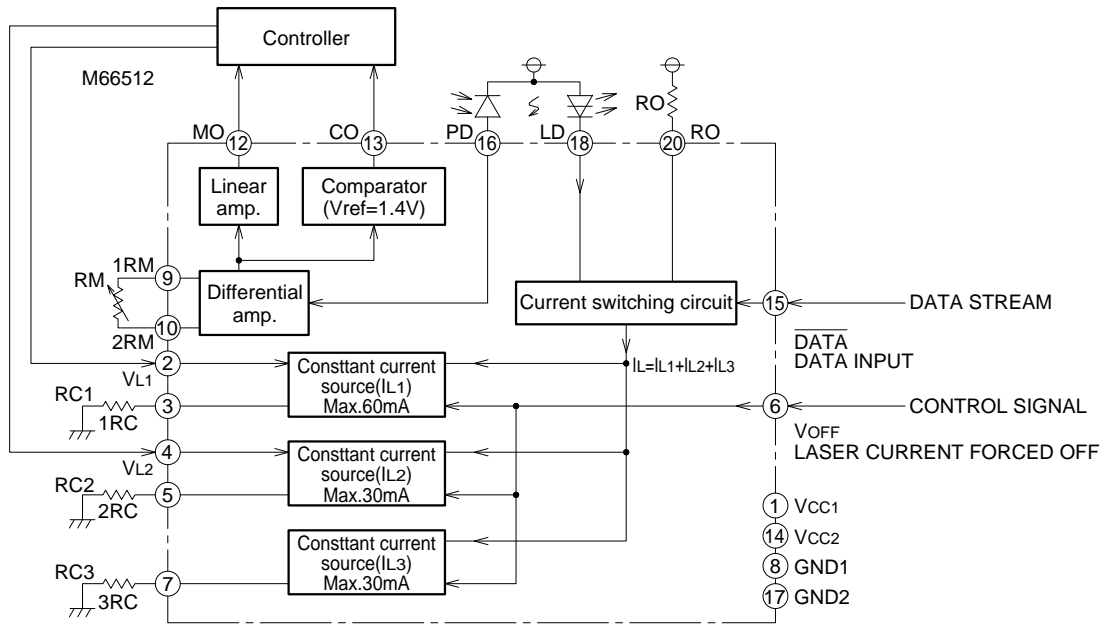 Controller
M66512
MO
12
CO
13
PD
16
LD
18
RO
20
RO
Linear
amp.
Comparator
(Vref=1.4V)
1RM
9
RM
10
2RM
Differential
amp.
Current switching circuit
15
DATA STREAM
DATA
DATA INPUT
2
VL1
Consttant current
source(IL1)
Max.60mA
IL=IL1+IL2+IL3
RC1
1RC
3
6
CONTROL SIGNAL
VOFF
LASER CURRENT FORCED OFF
4
VL2
Consttant current
source(IL2)
Max.30mA
RC2
2RC
5
1 VCC1
14 VCC2
8 GND1
17 GND2
Consttant current
source(IL3)
Max.30mA
RC3
3RC
7